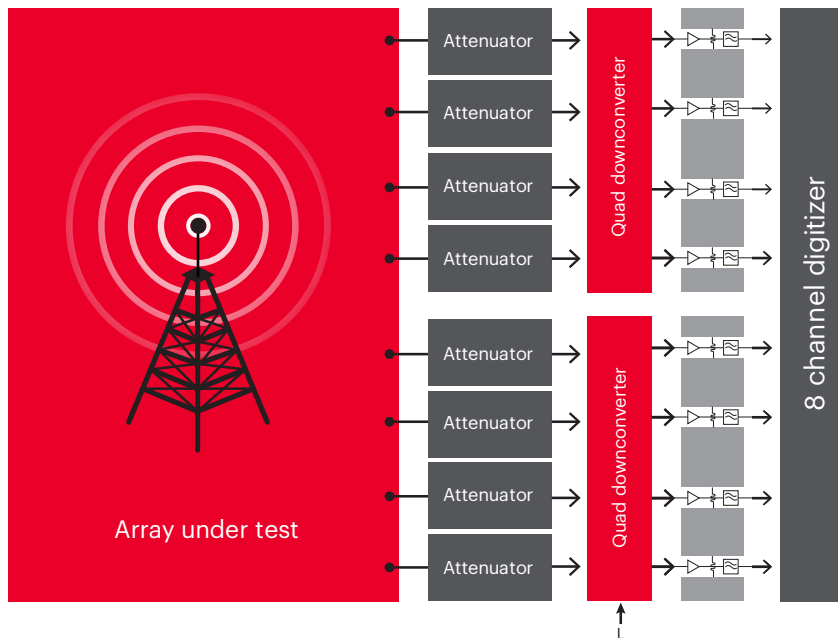 Array under test
Attenuator
Attenuator
Attenuator
Attenuator
Attenuator
Attenuator
Attenuator
Attenuator
Quad downconverter
Quad downconverter
8 channel digitizer